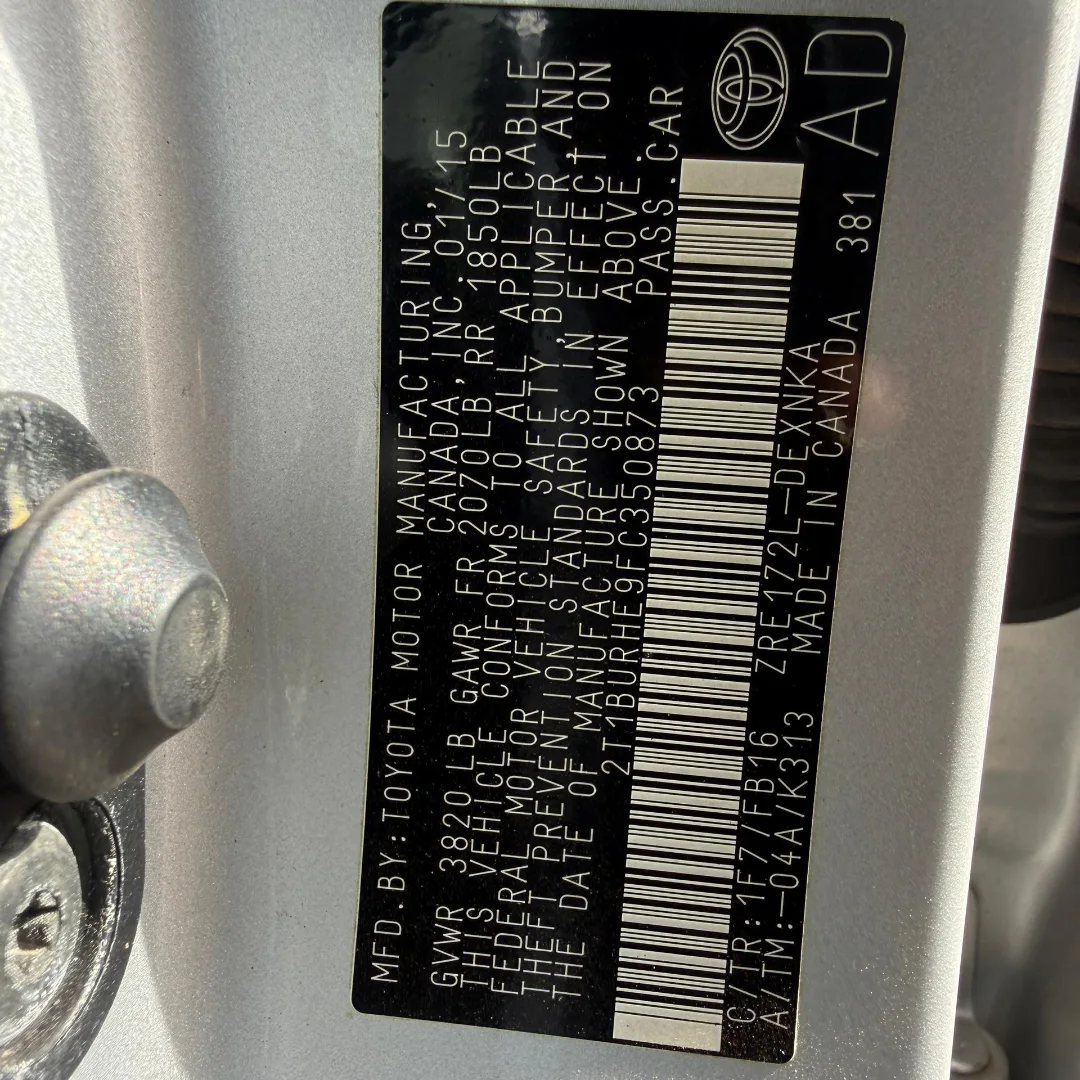 MFD.BY:TOYOTA MOTOR MANUFACTURING
CANADA, INC. 01/15
GVWR 3820 LB GAWR FR 2070LB, RR 1850LB
THIS VEHICLE CONFORMS TO ALL APPLICABLE
FEDERAL MOTOR VEHICLE SAFETY, BUMPER, AND
THEFT PREVENTION STANDARDS IN EFFECT ON
THE DATE OF MANUFACTURE SHOWN ABOVE.
2T1BURHE9FC350873 PASS.CAR
C/TR:1F7/FB16 ZRE172L-DEXNKA
A/TM:-04A/K313 MADE IN CANADA 381 AD